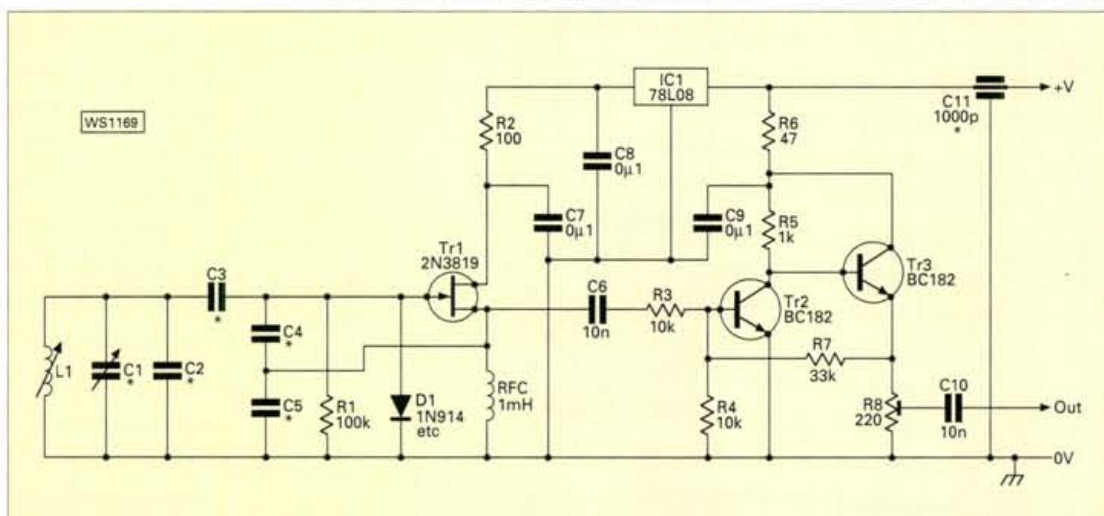 WS1169
IC1
78L08
+V
C11
1000p
*
R2
100
R6
47
C8
0µ1
C7
0µ1
C9
0µ1
R5
1k
Tr1
2N3819
Tr3
BC182
C3
*
C6
10n
R3
10k
Tr2
BC182
C4
*
L1
C1
*
C2
*
C5
*
R1
100k
D1
1N914
etc
RFC
1mH
R7
33k
R4
10k
R8
220
C10
10n
Out
0V